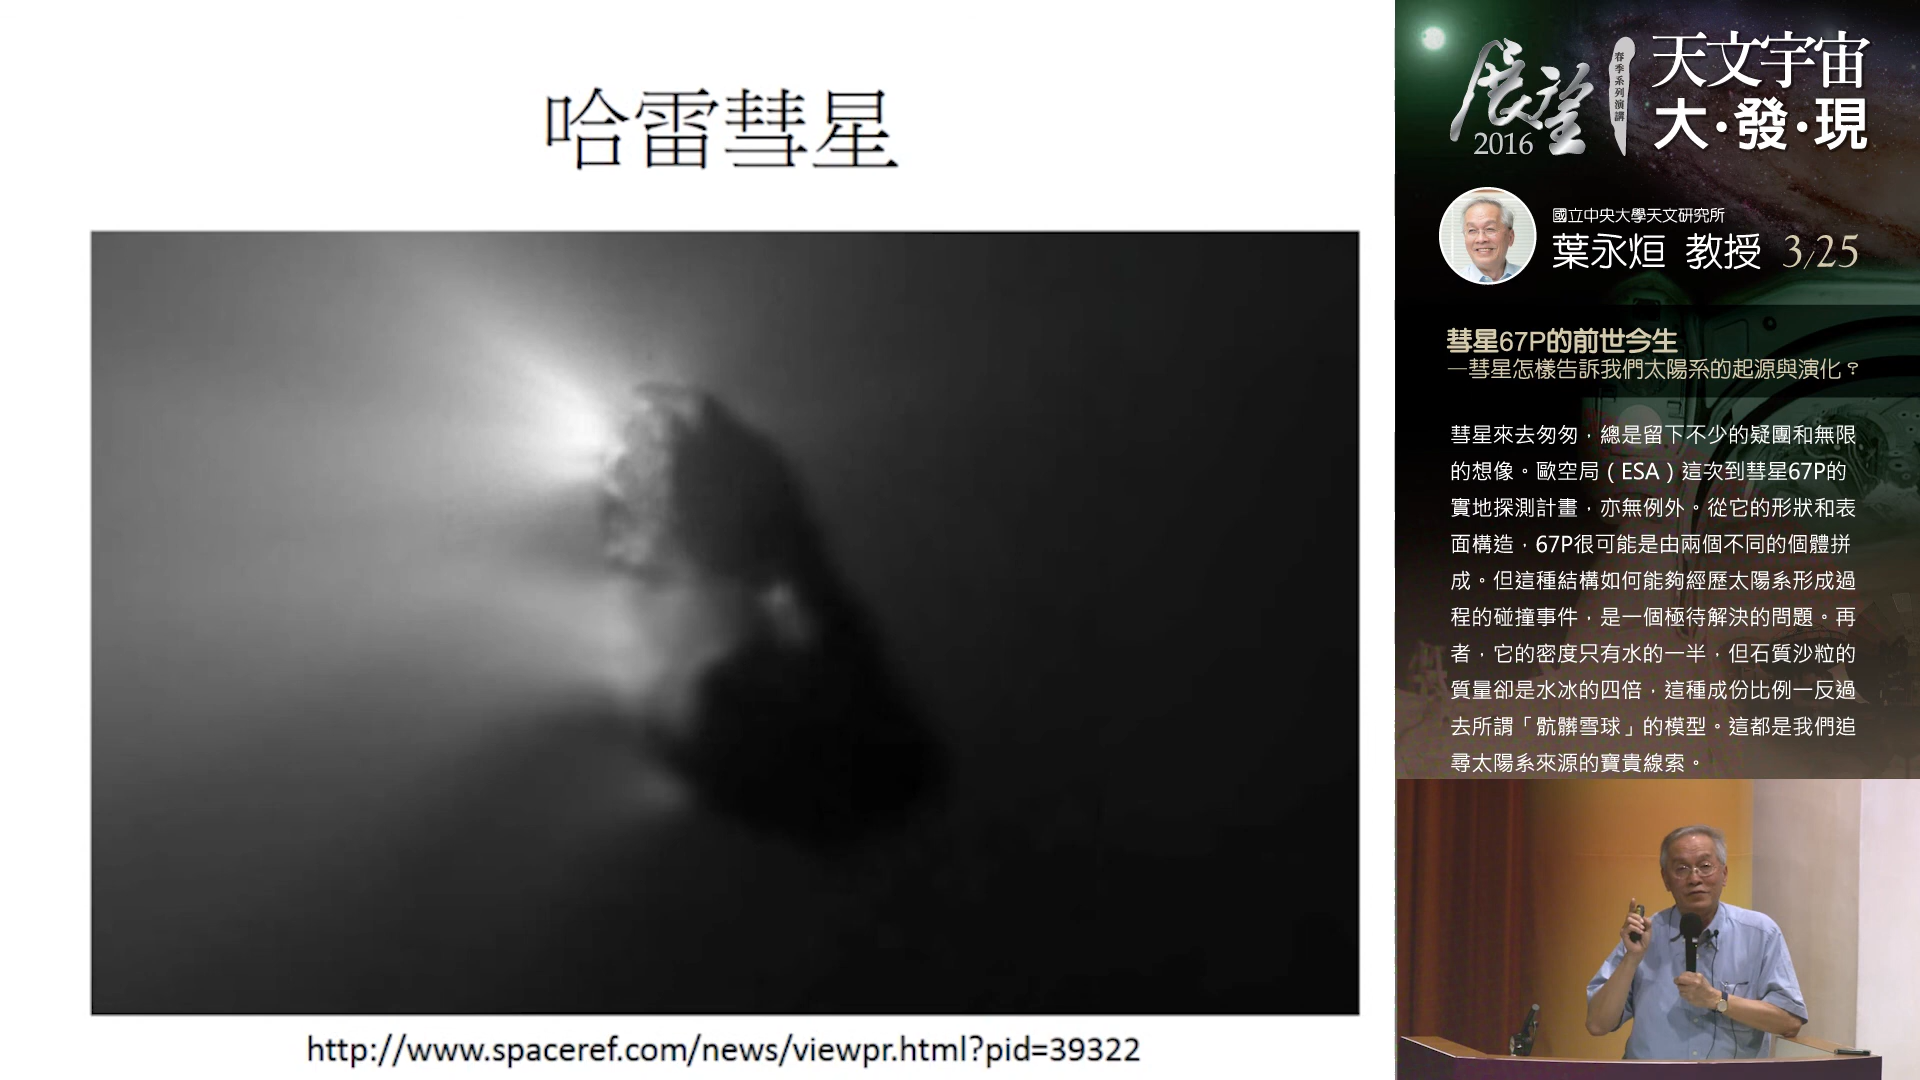 哈雷彗星
http://www.spaceref.com/news/viewpr.html?pid=39322
展望
2016
春季系列演講
天文宇宙
大·發·現
國立中央大學天文研究所
葉永烜 教授 3/25
彗星67P的前世今生
—彗星怎樣告訴我們太陽系的起源與演化？
彗星來去匆匆，總是留下不少的疑團和無限
的想像。歐空局（ESA）這次到彗星67P的
實地探測計畫，亦無例外。從它的形狀和表
面構造，67P很可能是由兩個不同的個體拼
成。但這種結構如何能夠經歷太陽系形成過
程的碰撞事件，是一個極待解決的問題。再
者，它的密度只有水的一半，但石質沙粒的
質量卻是水冰的四倍，這種成份比例一反過
去所謂「骯髒雪球」的模型。這都是我們追
尋太陽系來源的寶貴線索。